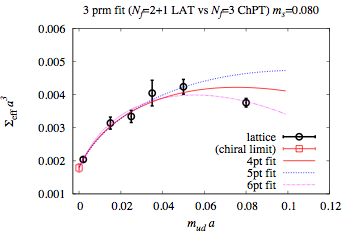 3 prm fit (N_f=2+1 LAT vs N_f=3 ChPT) m_s=0.080
0.006
0.005
0.004
0.003
0.002
0.001
Σ_eff a³
lattice
(chiral limit)
4pt fit
5pt fit
6pt fit
0 0.02 0.04 0.06 0.08 0.1 0.12
m_ud a